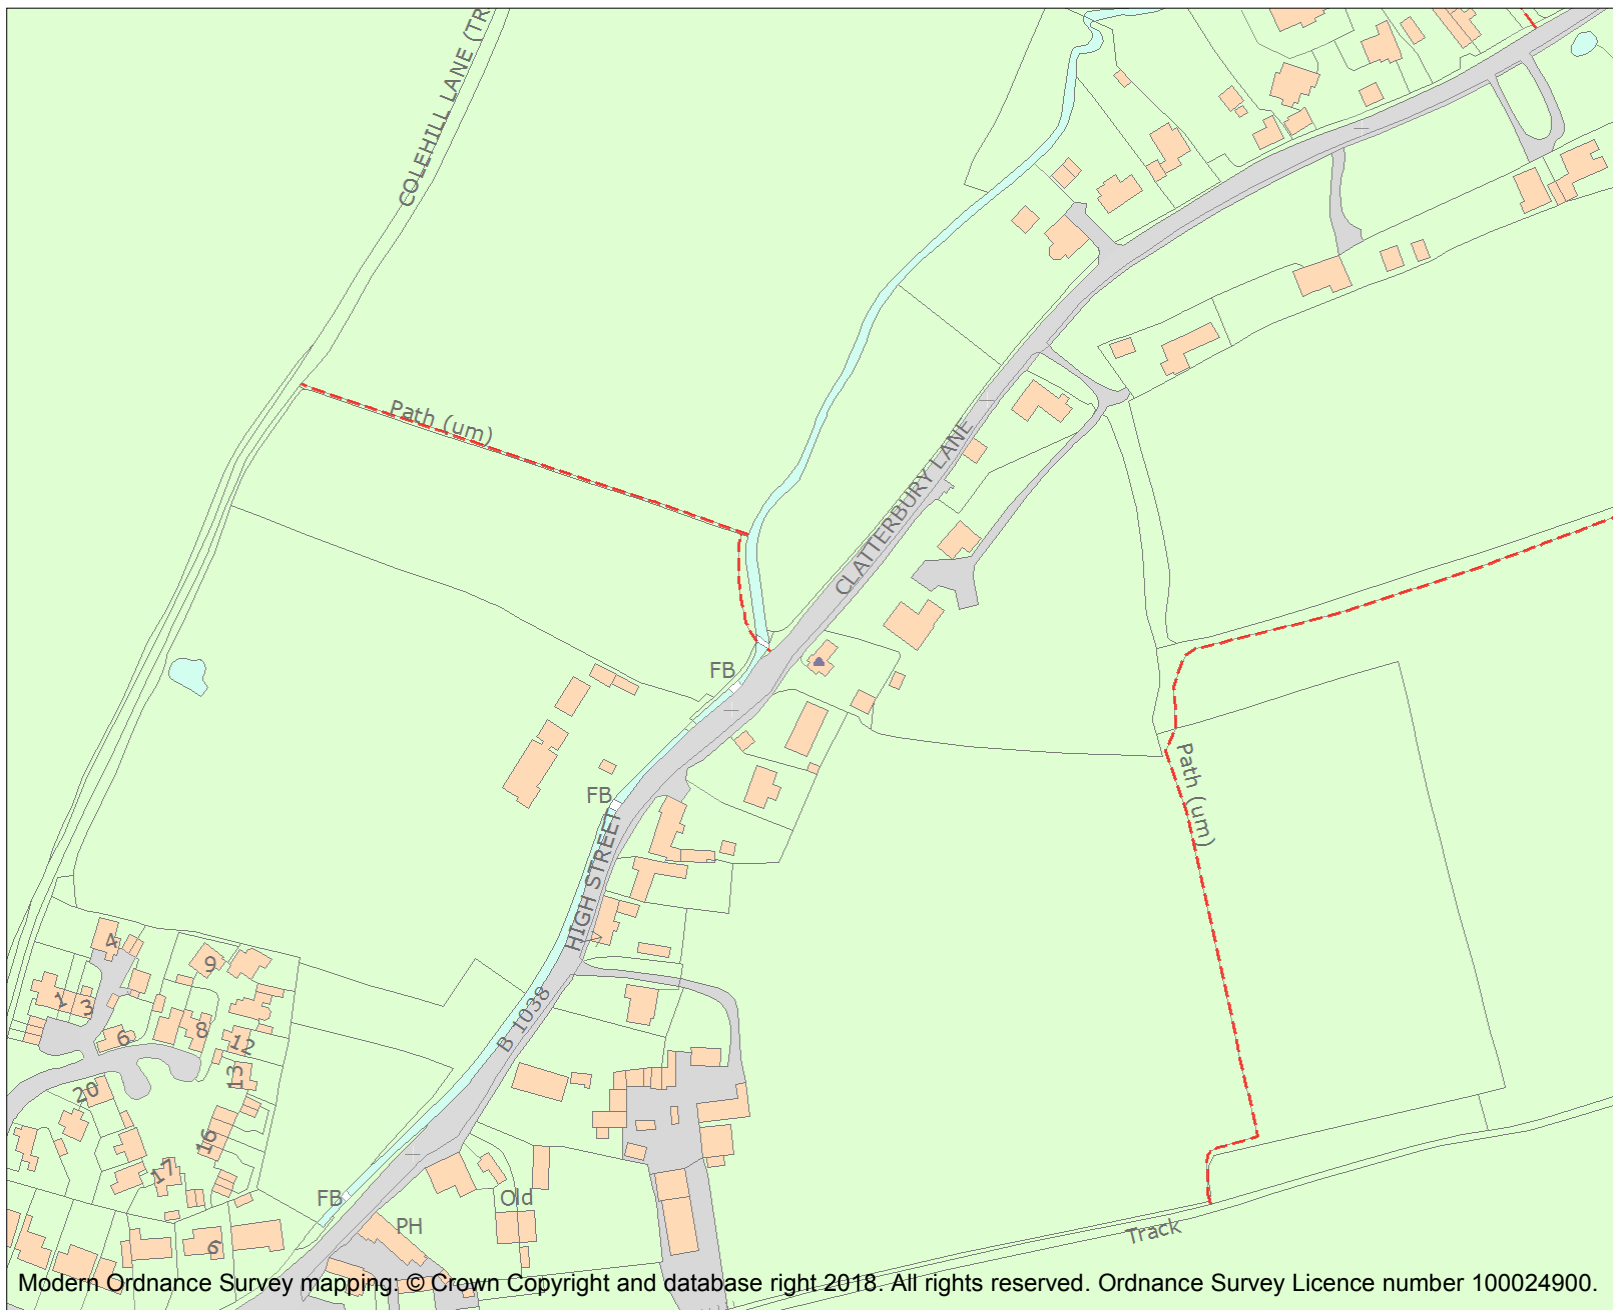 COLEHILL LANE (TR
Path (um)
CLATTERBURY LANE
FB
Path (um)
FB
HIGH STREET
4
9
1
3
8
6
12
B 1038
13
20
16
17
Old
FB
PH
Track
6
Modern Ordnance Survey mapping: © Crown Copyright and database right 2018. All rights reserved. Ordnance Survey Licence number 100024900.